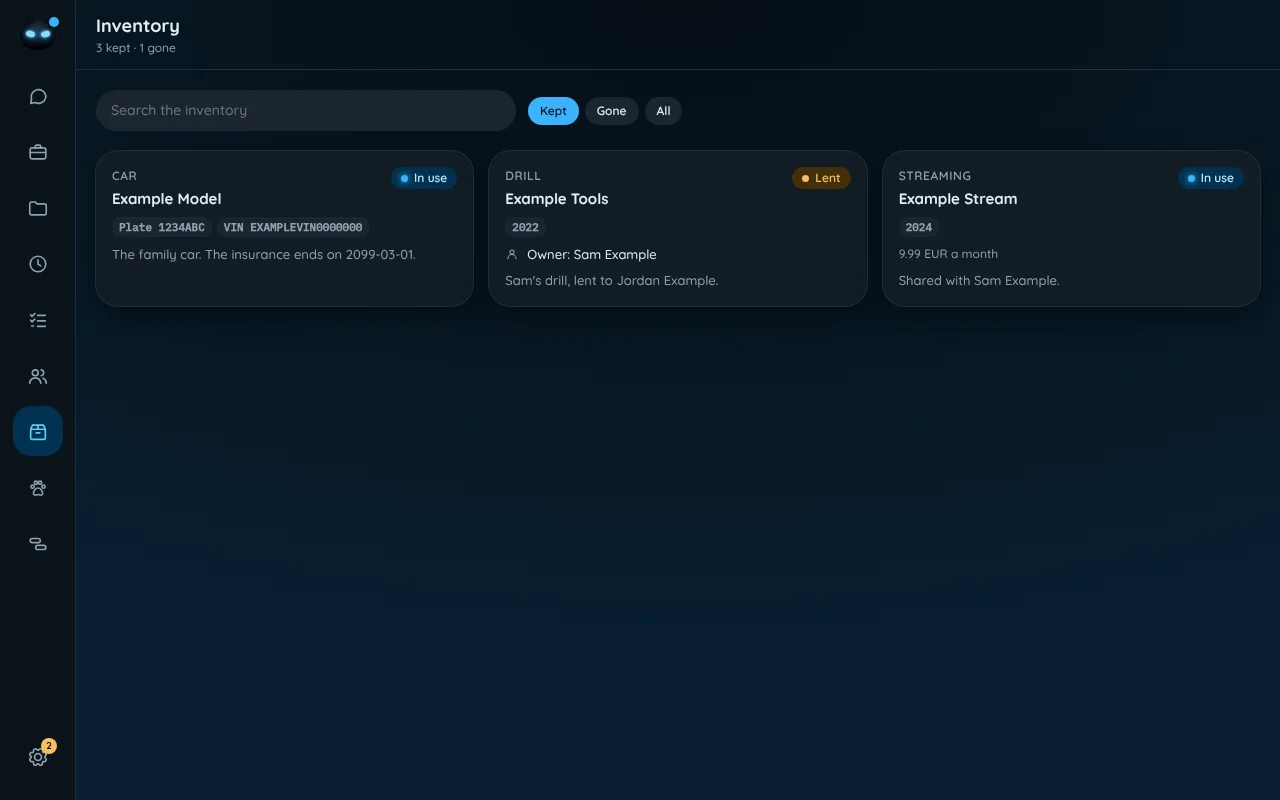 Inventory
3 kept · 1 gone
Search the inventory
Kept
Gone
All
CAR
In use
Example Model
Plate 1234ABC
VIN EXAMPLEVIN0000000
The family car. The insurance ends on 2099-03-01.
DRILL
Lent
Example Tools
2022
Owner: Sam Example
Sam's drill, lent to Jordan Example.
STREAMING
In use
Example Stream
2024
9.99 EUR a month
Shared with Sam Example.
2